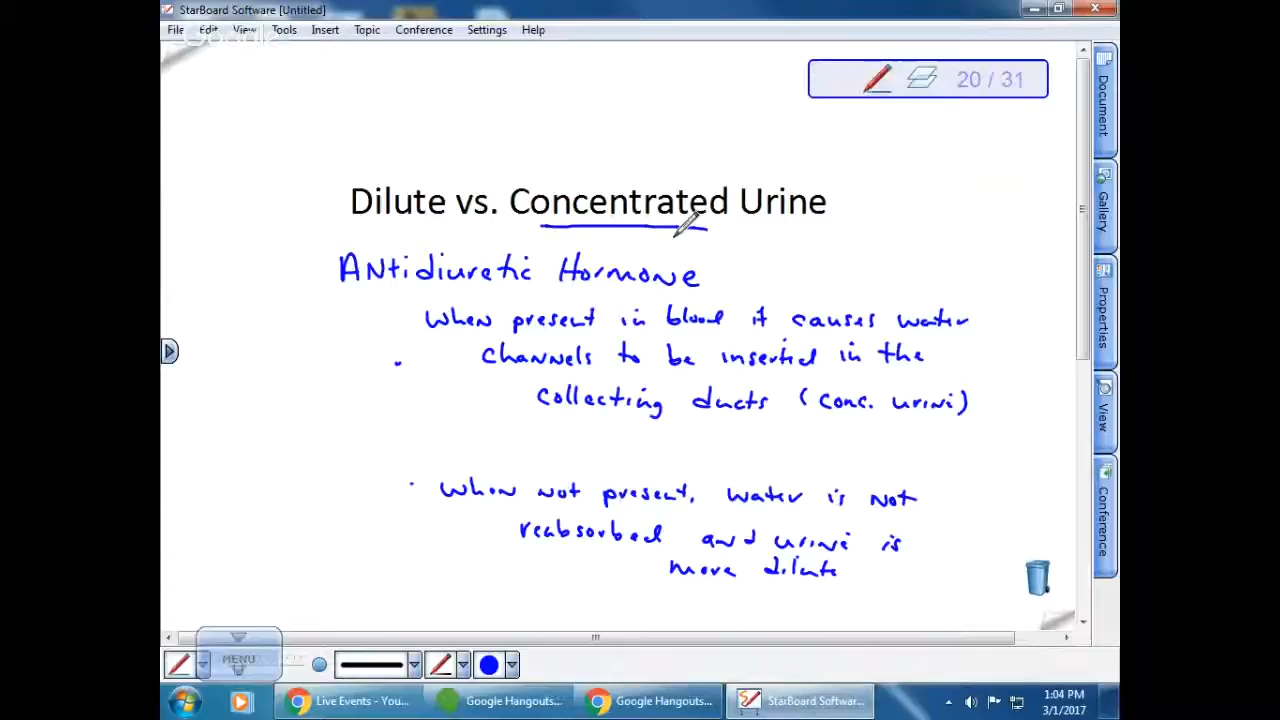 StarBoard Software [Untitled]
File Edit View Tools Insert Topic Conference Settings Help
Google
20 / 31
Document
Gallery
Properties
View
Conference
Dilute vs. Concentrated Urine
Antidiuretic Hormone
When present in blood it causes water
channels to be inserted in the
collecting ducts (conc. urine)
· When not present, water is not
reabsorbed and urine is
more dilute
MENU
Live Events - You... Google Hangouts... Google Hangouts... StarBoard Softwar...
1:04 PM
3/1/2017